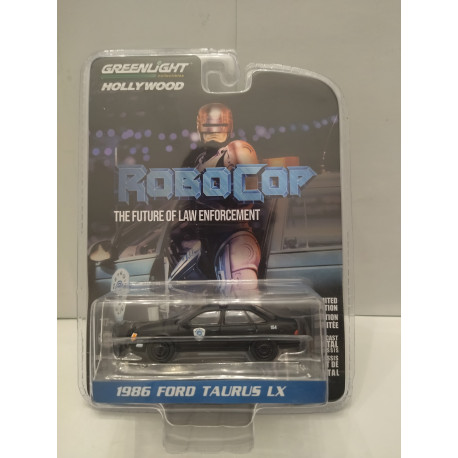 GREENLIGHT
HOLLYWOOD
ROBOCOP
THE FUTURE OF LAW ENFORCEMENT
1986 FORD TAURUS LX